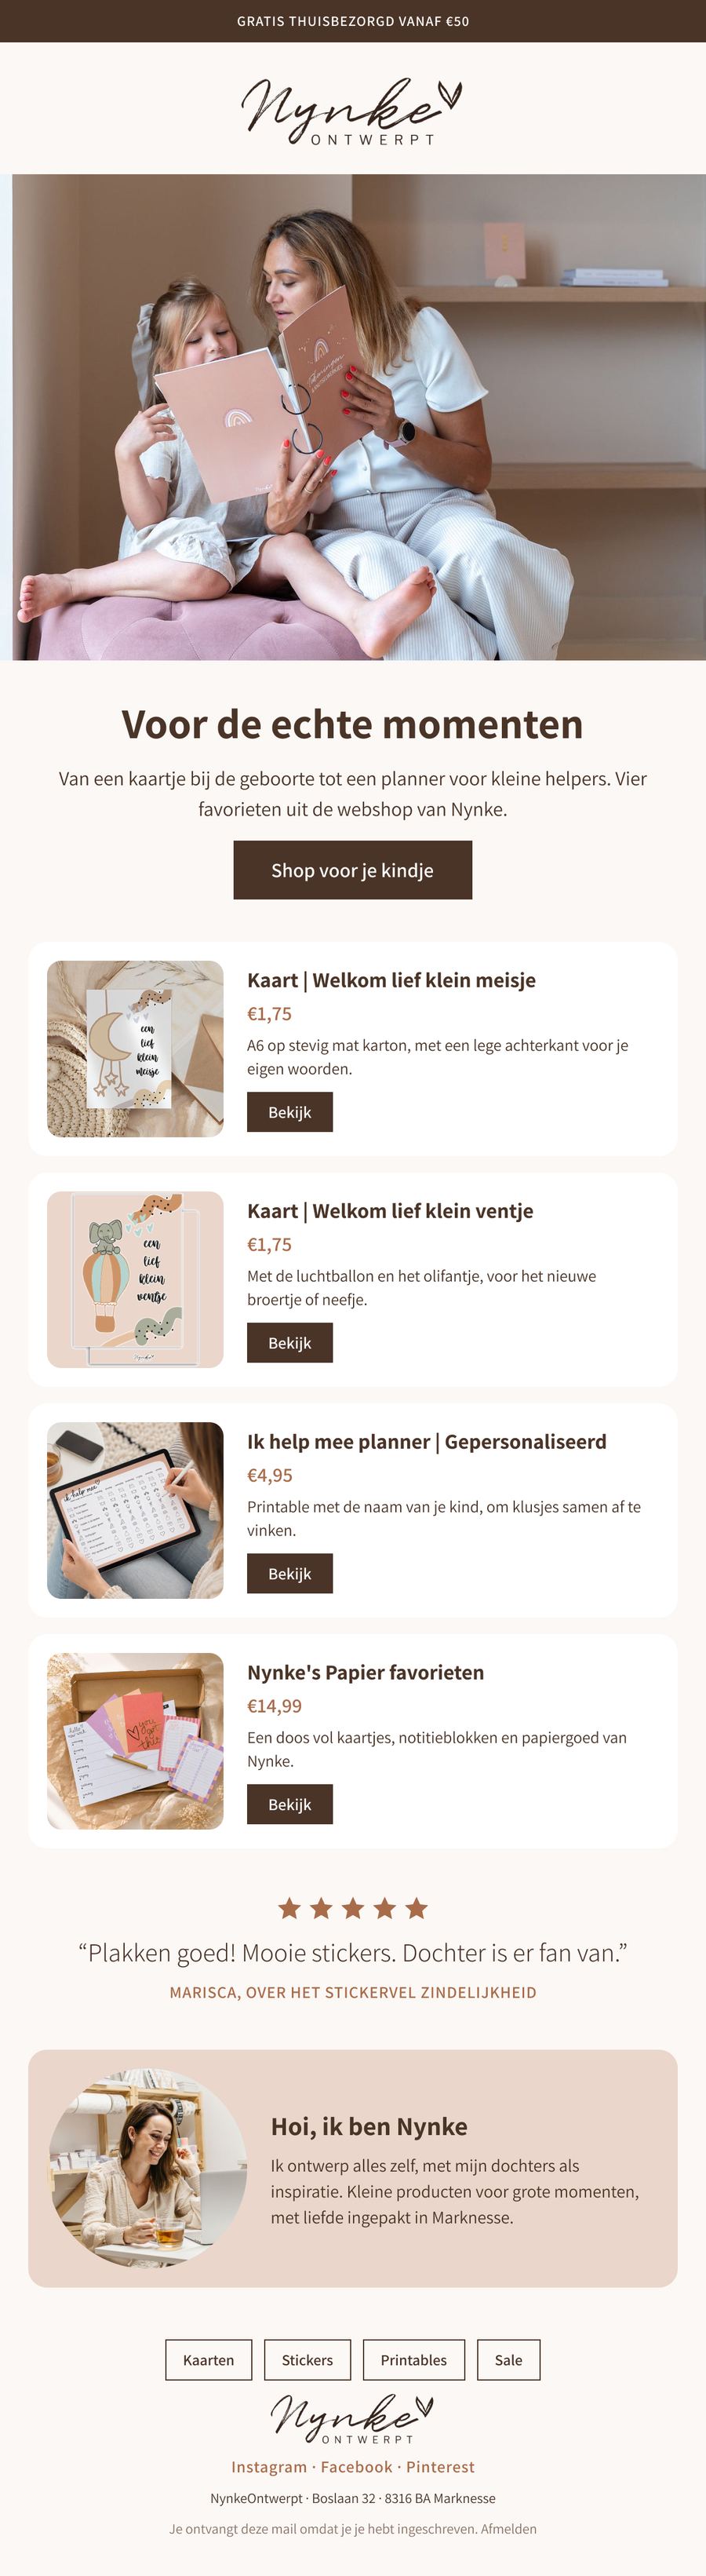 GRATIS THUISBEZORGD VANAF €50
Nynke
ONTWERPT
Voor de echte momenten
Van een kaartje bij de geboorte tot een planner voor kleine helpers. Vier
favorieten uit de webshop van Nynke.
Shop voor je kindje
een
lief
klein
meisje
Kaart | Welkom lief klein meisje
€1,75
A6 op stevig mat karton, met een lege achterkant voor je
eigen woorden.
Bekijk
een
lief
klein
ventje
Kaart | Welkom lief klein ventje
€1,75
Met de luchtballon en het olifantje, voor het nieuwe
broertje of neefje.
Bekijk
ik help mee
Ik help mee planner | Gepersonaliseerd
€4,95
Printable met de naam van je kind, om klusjes samen af te
vinken.
Bekijk
you
got
this
Nynke's Papier favorieten
€14,99
Een doos vol kaartjes, notitieblokken en papiergoed van
Nynke.
Bekijk
“Plakken goed! Mooie stickers. Dochter is er fan van.”
MARISCA, OVER HET STICKERVEL ZINDELIJKHEID
Hoi, ik ben Nynke
Ik ontwerp alles zelf, met mijn dochters als
inspiratie. Kleine producten voor grote momenten,
met liefde ingepakt in Marknesse.
Kaarten Stickers Printables Sale
Nynke
ONTWERPT
Instagram · Facebook · Pinterest
NynkeOntwerpt · Boslaan 32 · 8316 BA Marknesse
Je ontvangt deze mail omdat je je hebt ingeschreven. Afmelden